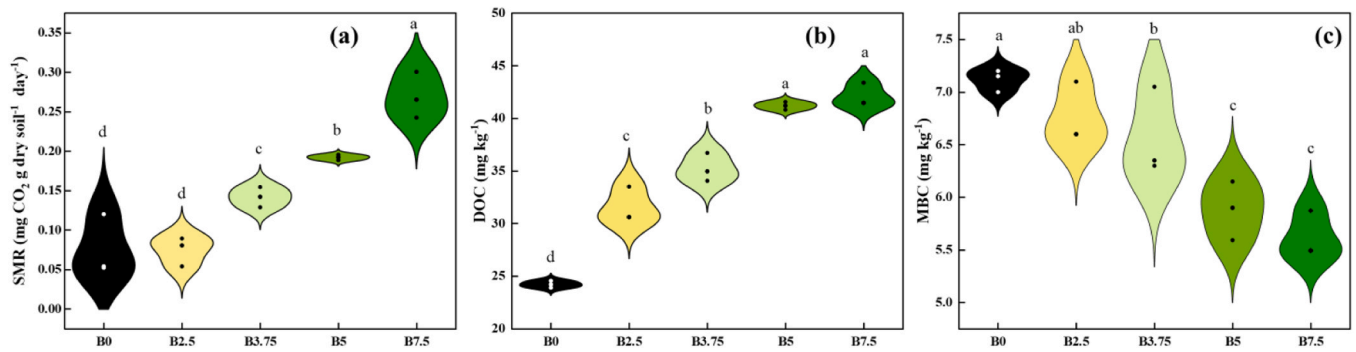 (a)
SMR (mg CO₂ g dry soil⁻¹ day⁻¹)
0.35
0.30
0.25
0.20
0.15
0.10
0.05
0.00
d
d
c
b
a
B0 B2.5 B3.75 B5 B7.5
(b)
DOC (mg kg⁻¹)
50
45
40
35
31
29
24
20
d
c
b
a
a
B0 B2.5 B3.75 B5 B7.5
(c)
MBC (mg kg⁻¹)
7.5
7.0
6.5
6.0
5.5
5.0
a
ab
b
c
c
B0 B2.5 B3.75 B5 B7.5